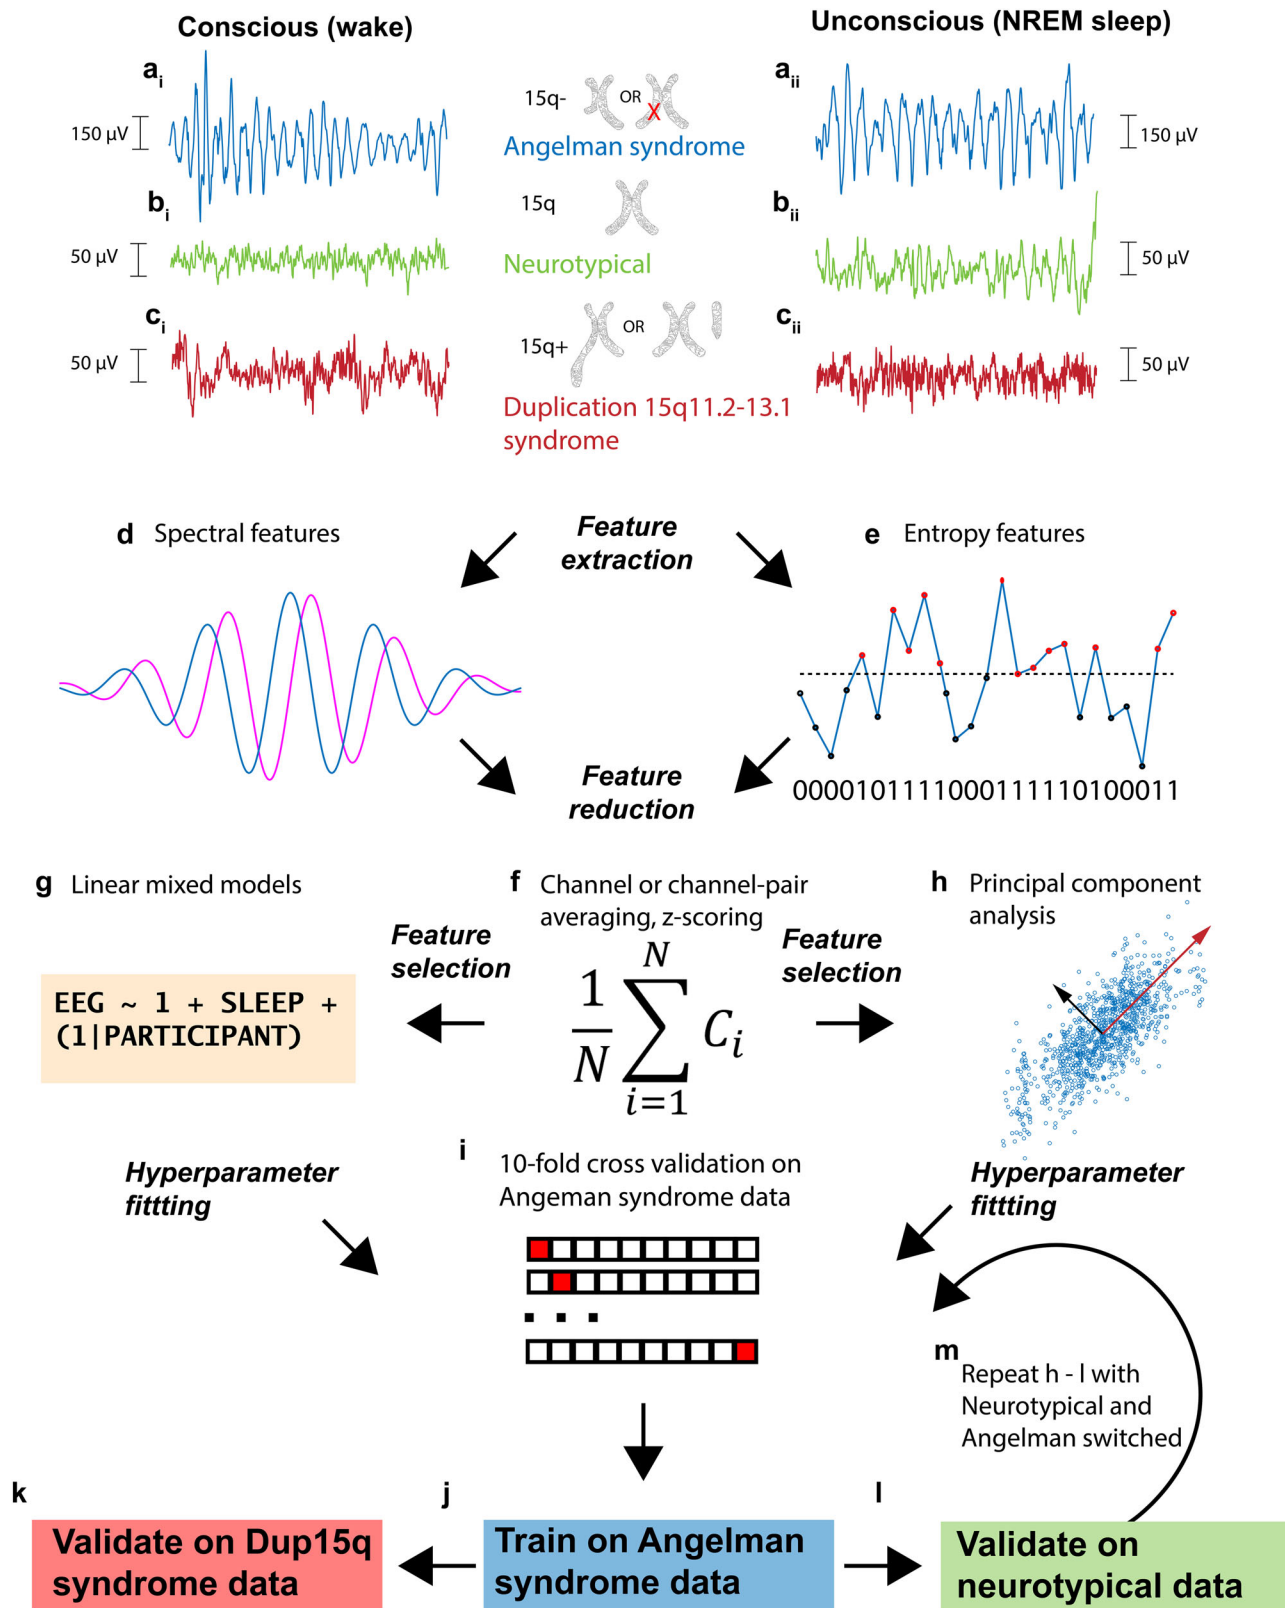 Conscious (wake)
Unconscious (NREM sleep)
ai
150 µV
15q-
OR
X
Angelman syndrome
aii
150 µV
bi
50 µV
15q
Neurotypical
bii
50 µV
ci
50 µV
15q+
OR
Duplication 15q11.2-13.1
syndrome
cii
50 µV
d Spectral features
Feature
extraction
e Entropy features
Feature
reduction
0000101111000111110100011
g Linear mixed models
EEG ~ 1 + SLEEP +
(1|PARTICIPANT)
Feature
selection
f Channel or channel-pair
averaging, z-scoring
1/N ∑ i=1 N Ci
Feature
selection
h Principal component
analysis
Hyperparameter
fittting
i 10-fold cross validation on
Angeman syndrome data
. . .
Hyperparameter
fittting
m
Repeat h - l with
Neurotypical and
Angelman switched
k
Validate on Dup15q
syndrome data
j
Train on Angelman
syndrome data
l
Validate on
neurotypical data